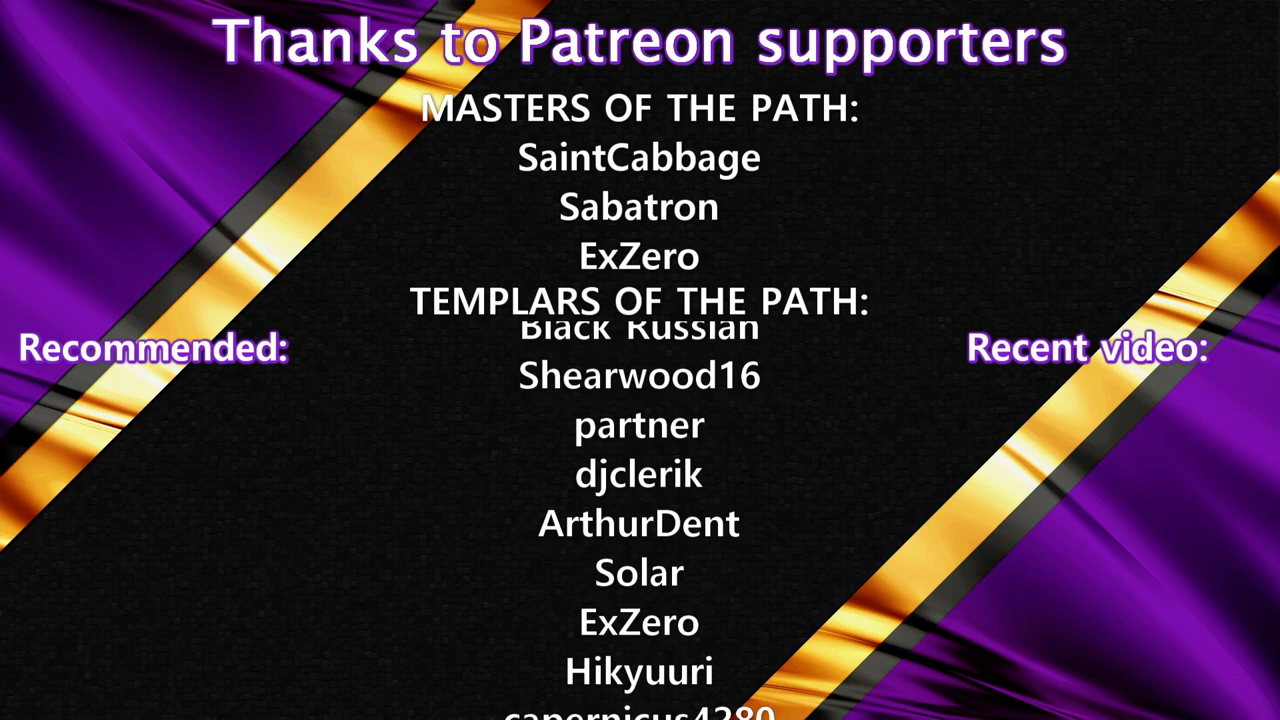 Thanks to Patreon supporters
MASTERS OF THE PATH:
SaintCabbage
Sabatron
ExZero
TEMPLARS OF THE PATH:
Black Russian
Recommended:
Recent video:
Shearwood16
partner
djclerik
ArthurDent
Solar
ExZero
Hikyuuri
capernicus4280